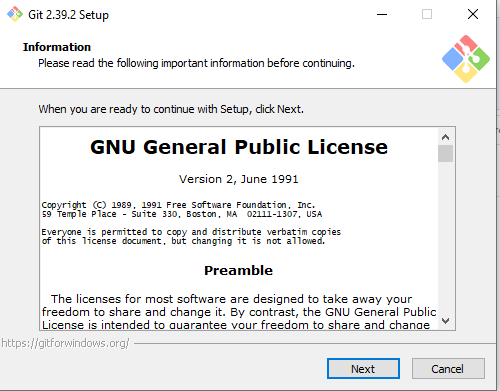 Git 2.39.2 Setup
Information
Please read the following important information before continuing.
When you are ready to continue with Setup, click Next.
GNU General Public License
Version 2, June 1991
Copyright (C) 1989, 1991 Free Software Foundation, Inc.
59 Temple Place - Suite 330, Boston, MA  02111-1307, USA
Everyone is permitted to copy and distribute verbatim copies
of this license document, but changing it is not allowed.
Preamble
The licenses for most software are designed to take away your
freedom to share and change it. By contrast, the GNU General Public
License is intended to guarantee your freedom to share and change
https://gitforwindows.org/
Next
Cancel